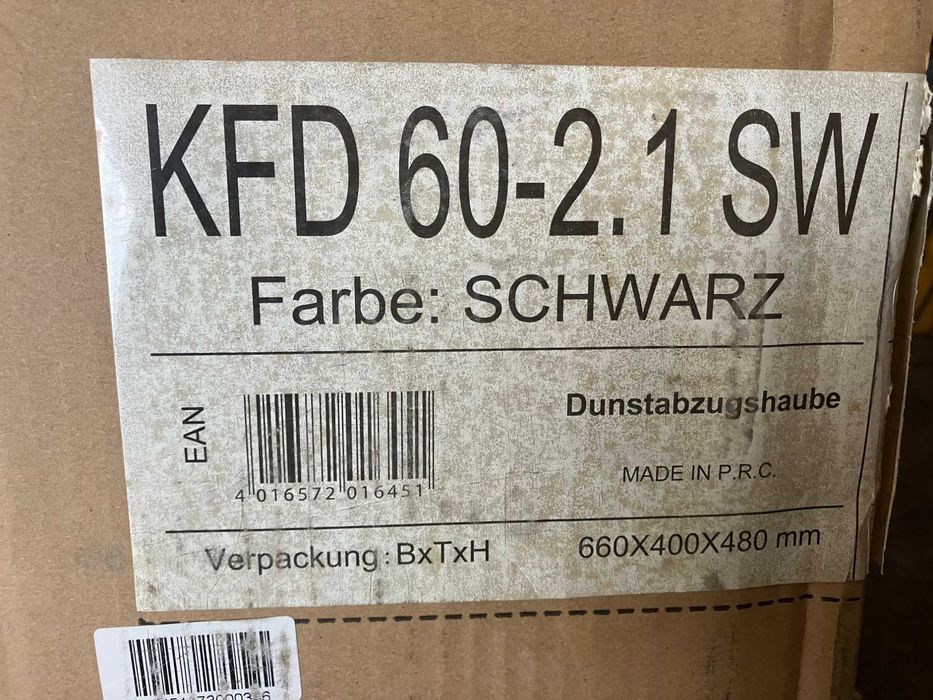 KFD 60-2.1 SW
Farbe: SCHWARZ
EAN
4 016572 016451
Dunstabzugshaube
MADE IN P.R.C.
Verpackung: BxTxH
660X400X480 mm